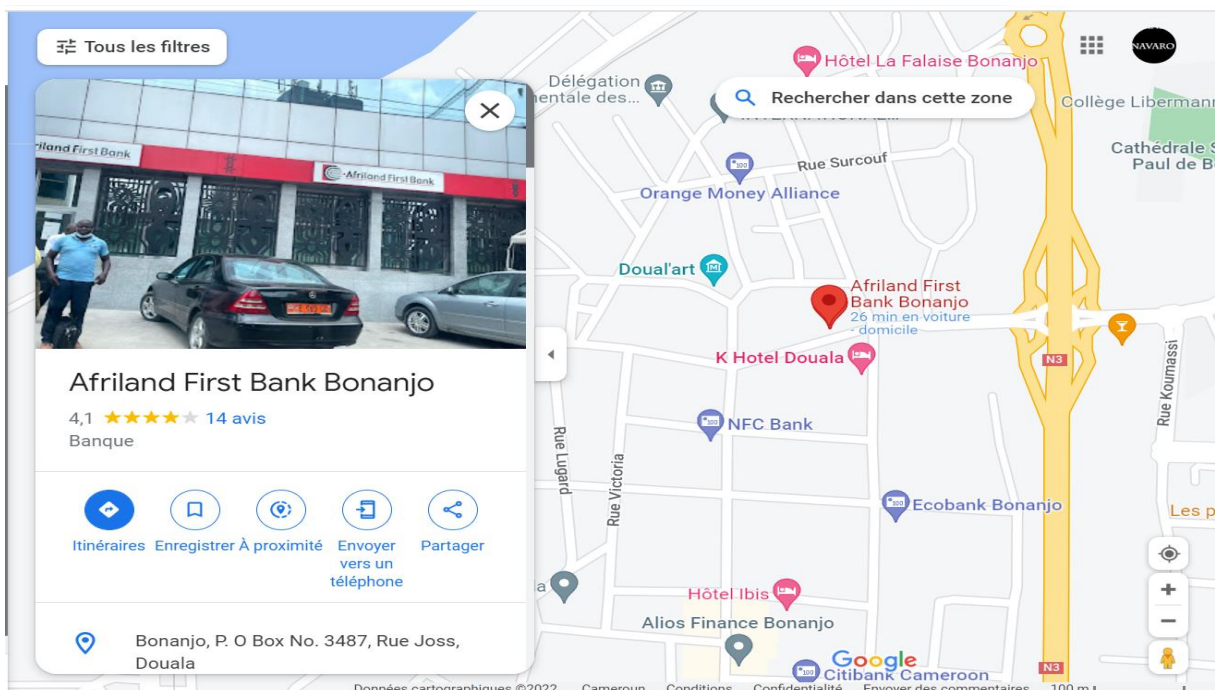 Tous les filtres
NAVARO
Rechercher dans cette zone
riland First Bank
Afriland First Bank
Afriland First Bank Bonanjo
4,1
14 avis
Banque
Itinéraires
Enregistrer
À proximité
Envoyer
vers un
téléphone
Partager
Bonanjo, P. O Box No. 3487, Rue Joss,
Douala
Hôtel La Falaise Bonanjo
Délégation
entale des...
Collège Libermann
Cathédrale S
Paul de B
Rue Surcouf
Orange Money Alliance
Doual'art
Afriland First
Bank Bonanjo
26 min en voiture
- domicile
K Hotel Douala
N3
Rue Koumassi
NFC Bank
Rue Lugard
Rue Victoria
Ecobank Bonanjo
Les p
a
Hôtel Ibis
Alios Finance Bonanjo
Google
N3
Citibank Cameroon
Données cartographiques ©2022
Cameroun
Conditions
Confidentialité
Envoyer des commentaires
100 m